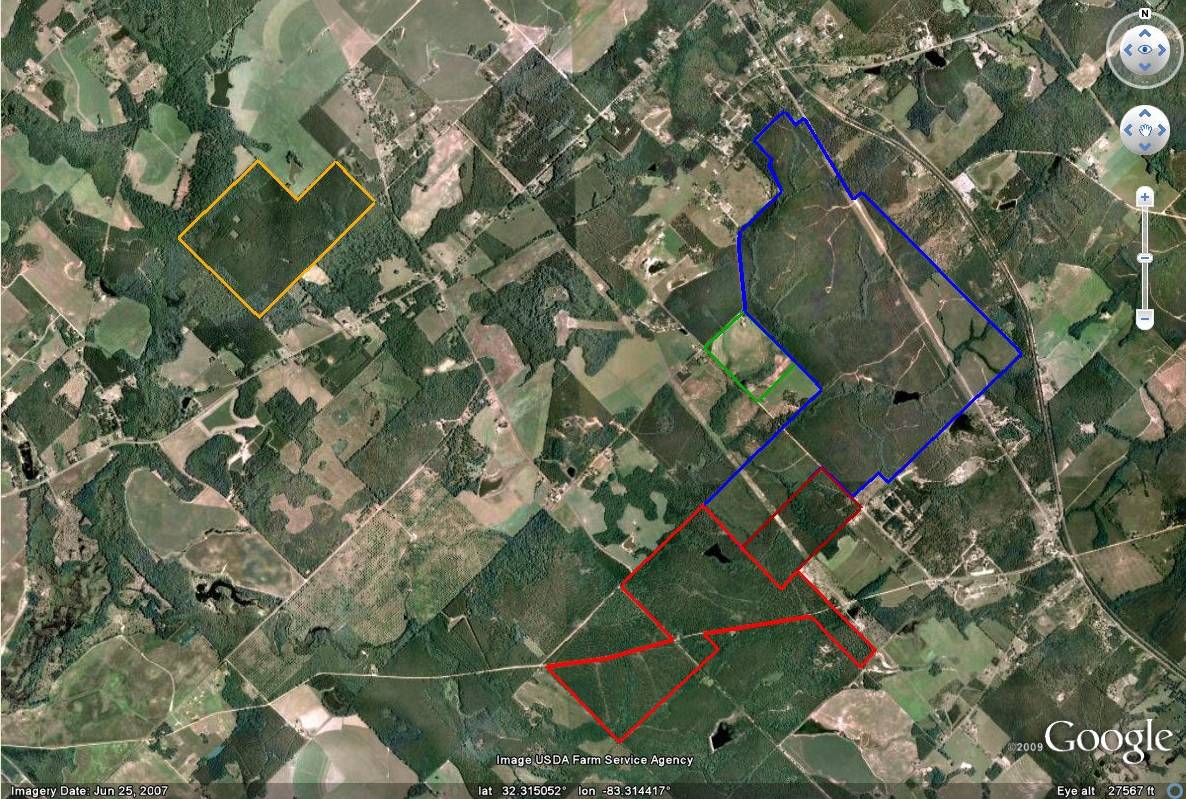 N
©2009 Google
Image USDA Farm Service Agency
Imagery Date: Jun 25, 2007 lat 32.315052° lon -83.314417° Eye alt 27567 ft